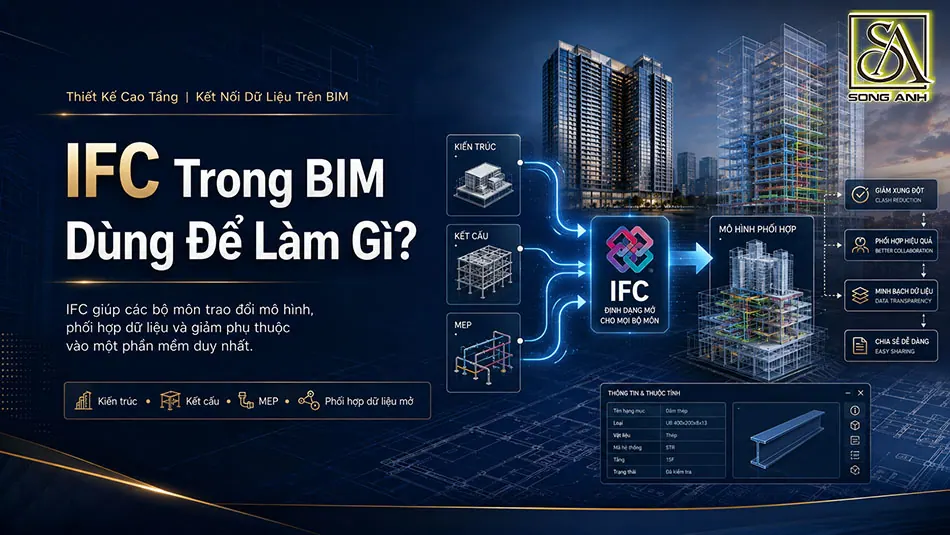 SA
SONG ANH
Thiết Kế Cao Tầng | Kết Nối Dữ Liệu Trên BIM
IFC Trong BIM
Dùng Để Làm Gì?
IFC giúp các bộ môn trao đổi mô hình,
phối hợp dữ liệu và giảm phụ thuộc
vào một phần mềm duy nhất.
Kiến trúc • Kết cấu • MEP • Phối hợp dữ liệu mở
KIẾN TRÚC
KẾT CẤU
MEP
IFC
ĐỊNH DẠNG MỞ
CHO MỌI BỘ MÔN
MÔ HÌNH PHỐI HỢP
GIẢM XUNG ĐỘT
CLASH REDUCTION
PHỐI HỢP HIỆU QUẢ
BETTER COLLABORATION
MINH BẠCH DỮ LIỆU
DATA TRANSPARENCY
CHIA SẺ DỄ DÀNG
EASY SHARING
THÔNG TIN & THUỘC TÍNH
Tên hạng mục Dầm thép
Loại UB 400x200x8x13
Vật liệu Thép
Mã hệ thống STR
Tầng 15F
Trạng thái Đã kiểm tra